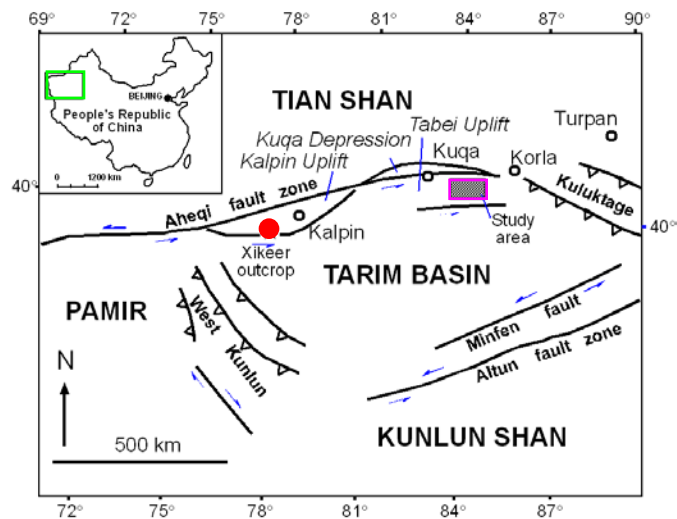 69° 72° 75° 78° 81° 84° 87° 90°
BEIJING
People's Republic
of China
0 1200 km
TIAN SHAN
Turpan
Tabei Uplift
Kuqa Depression
Kuqa
Korla
Kalpin Uplift
40°
Aheqi fault zone
Kuluktage
Study
area
40°
Kalpin
Xikeer
outcrop
TARIM BASIN
PAMIR
West
Kunlun
Minfen fault
Altun fault zone
N
KUNLUN SHAN
500 km
72° 75° 78° 81° 84° 87°